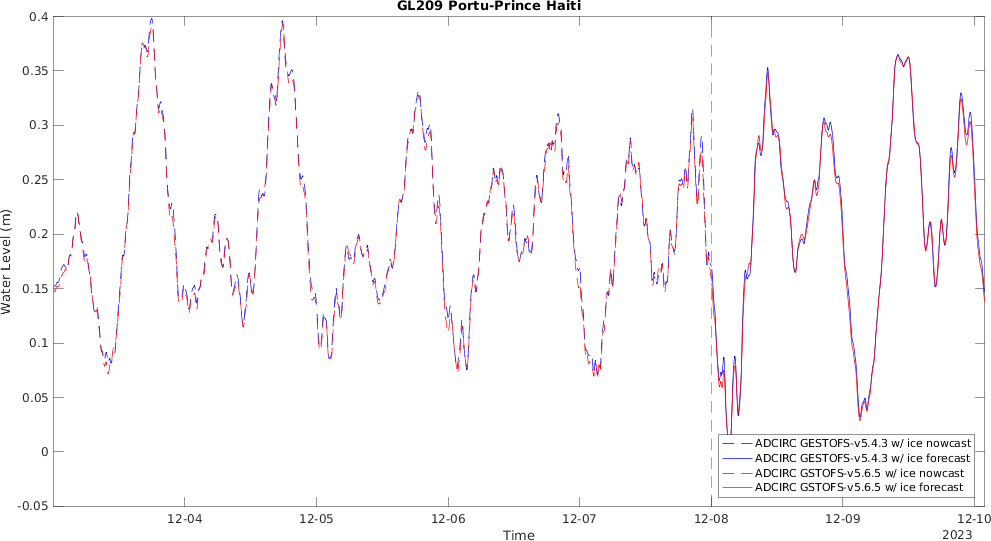 GL209 Portu-Prince Haiti
0.4
0.35
0.3
0.25
0.2
0.15
0.1
0.05
0
-0.05
Water Level (m)
ADCIRC GESTOFS-v5.4.3 w/ ice nowcast
ADCIRC GESTOFS-v5.4.3 w/ ice forecast
ADCIRC GSTOFS-v5.6.5 w/ ice nowcast
ADCIRC GSTOFS-v5.6.5 w/ ice forecast
12-04 12-05 12-06 12-07 12-08 12-09 12-10
Time
2023